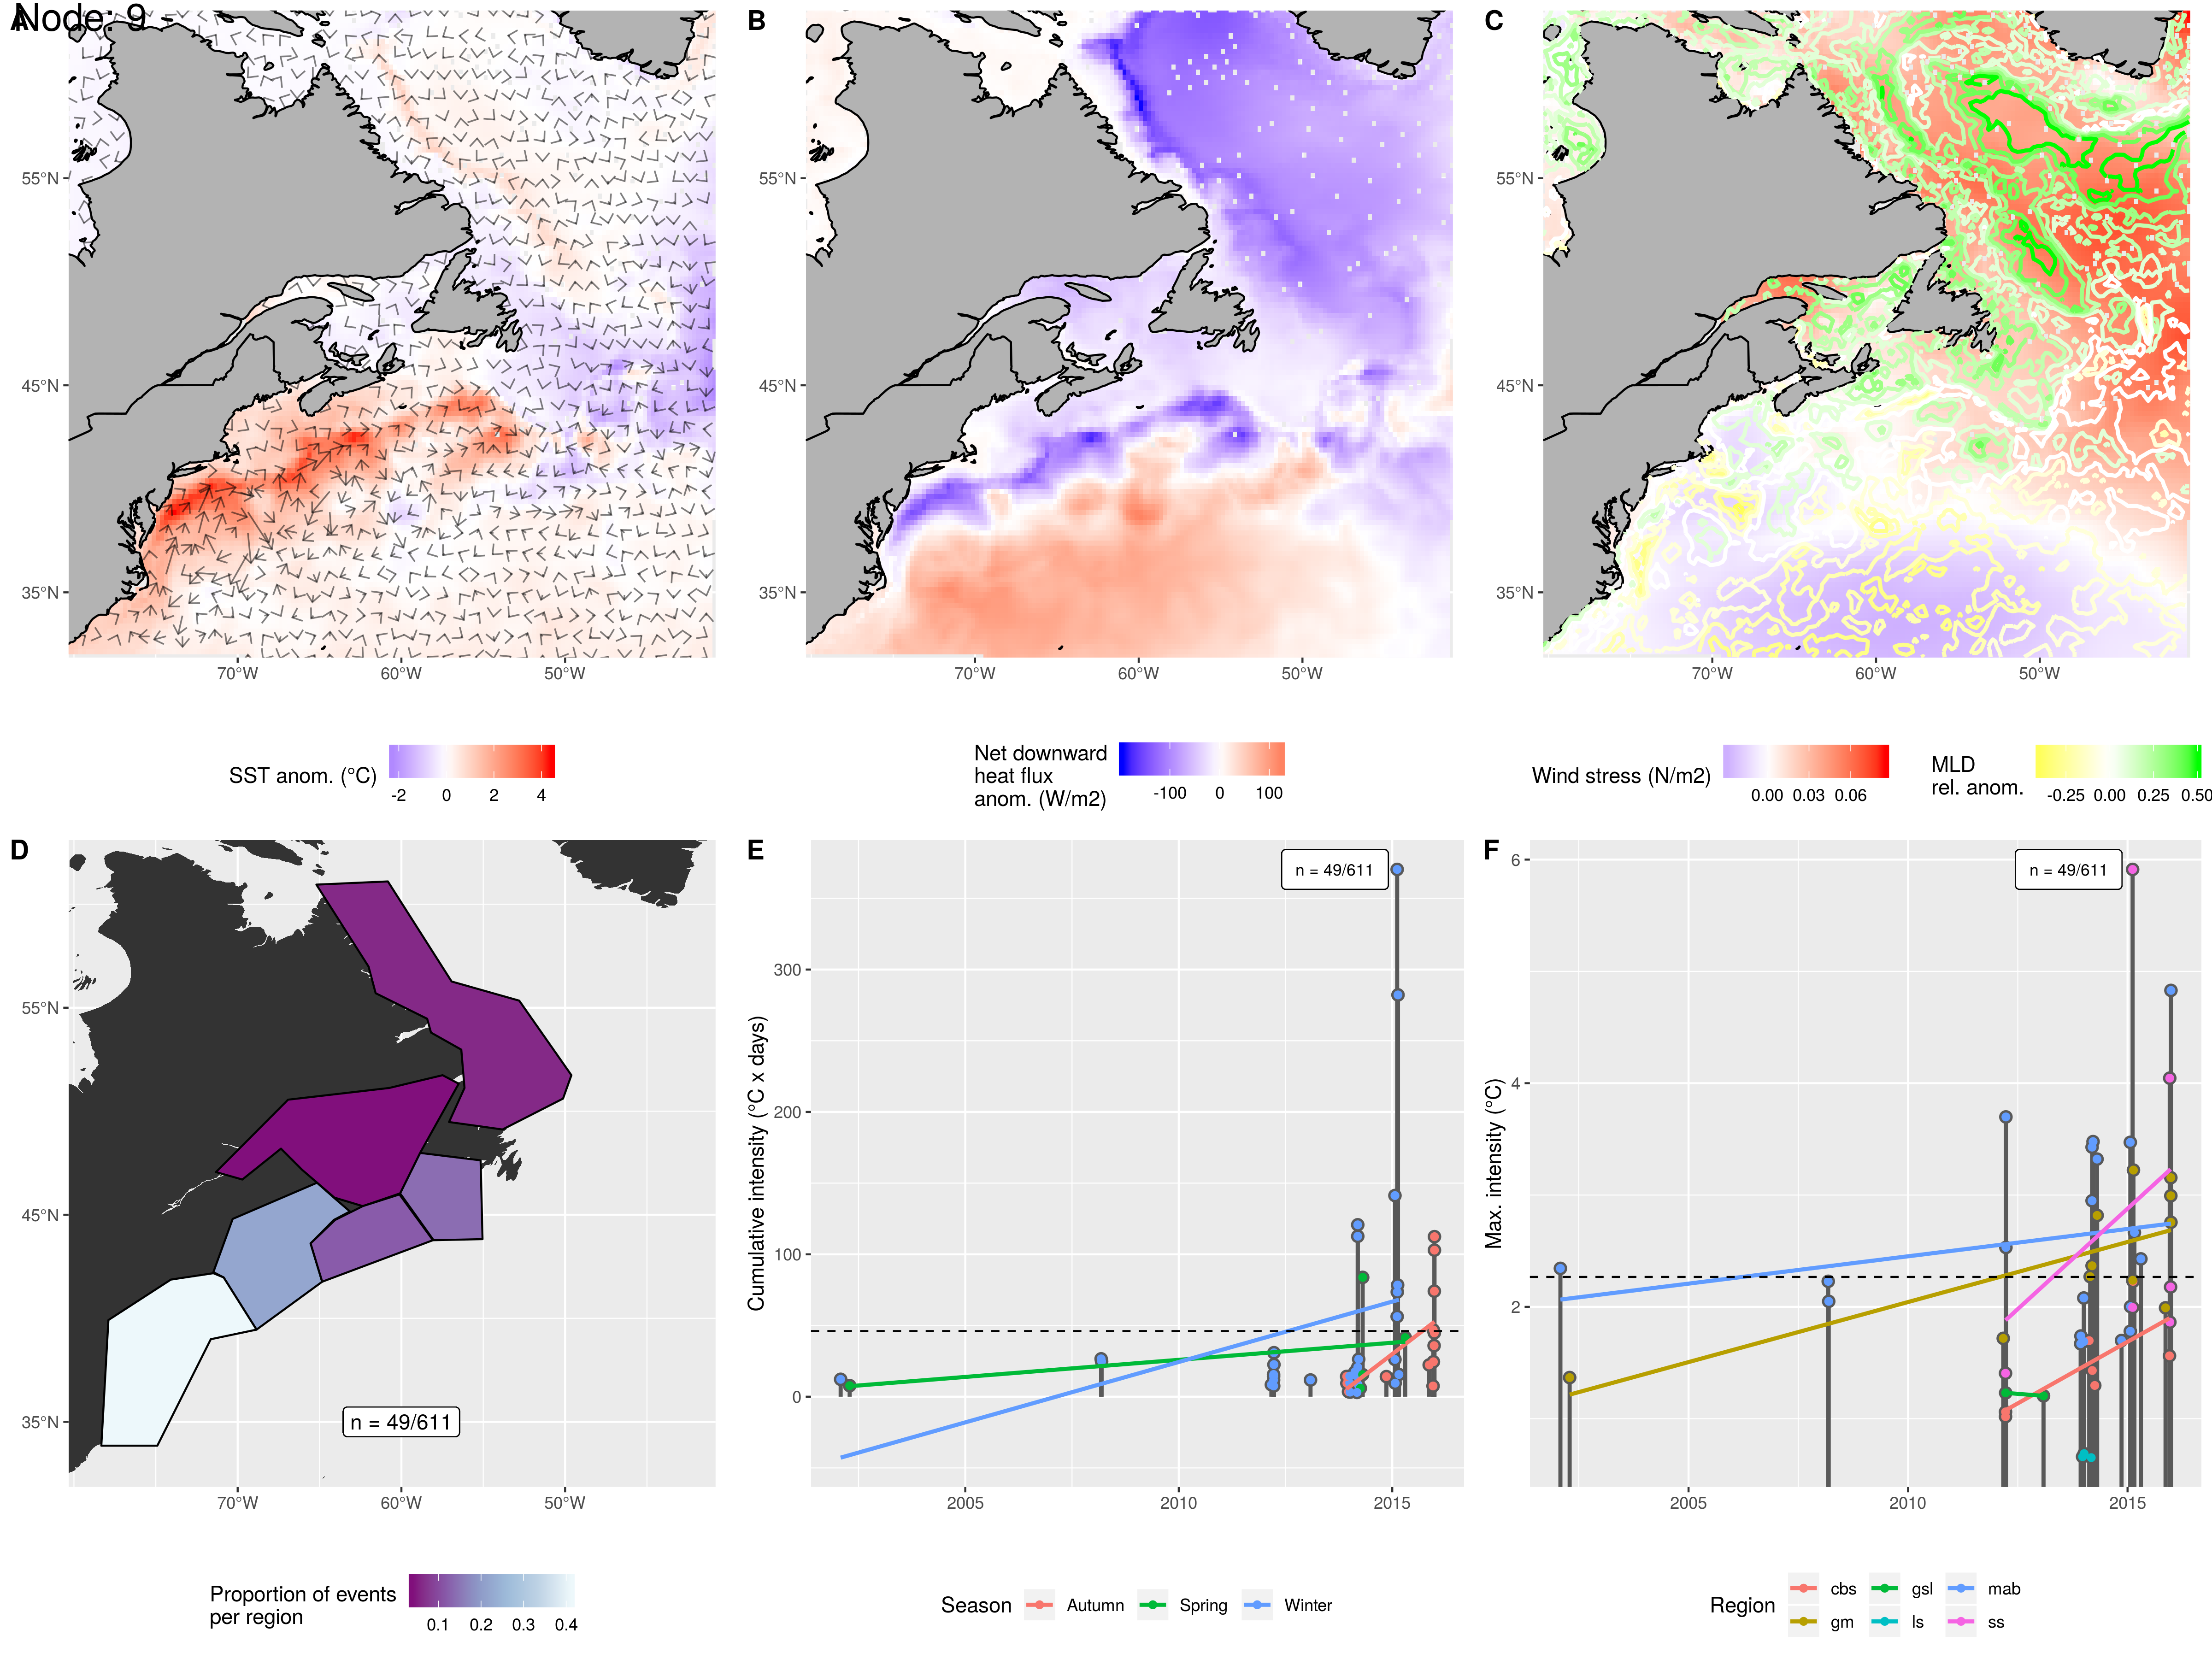 A
Node: 9
55°N
45°N
35°N
70°W
60°W
50°W
SST anom. (°C)
-2
0
2
4
B
55°N
45°N
35°N
70°W
60°W
50°W
Net downward
heat flux
anom. (W/m2)
-100
0
100
C
55°N
45°N
35°N
70°W
60°W
50°W
Wind stress (N/m2)
0.00
0.03
0.06
MLD
rel. anom.
-0.25
0.00
0.25
0.50
D
55°N
45°N
35°N
n = 49/611
70°W
60°W
50°W
Proportion of events
per region
0.1
0.2
0.3
0.4
E
n = 49/611
Cumulative intensity (°C x days)
300
200
100
0
2005
2010
2015
Season
Autumn
Spring
Winter
F
n = 49/611
Max. intensity (°C)
6
4
2
2005
2010
2015
Region
cbs
gsl
mab
gm
ls
ss